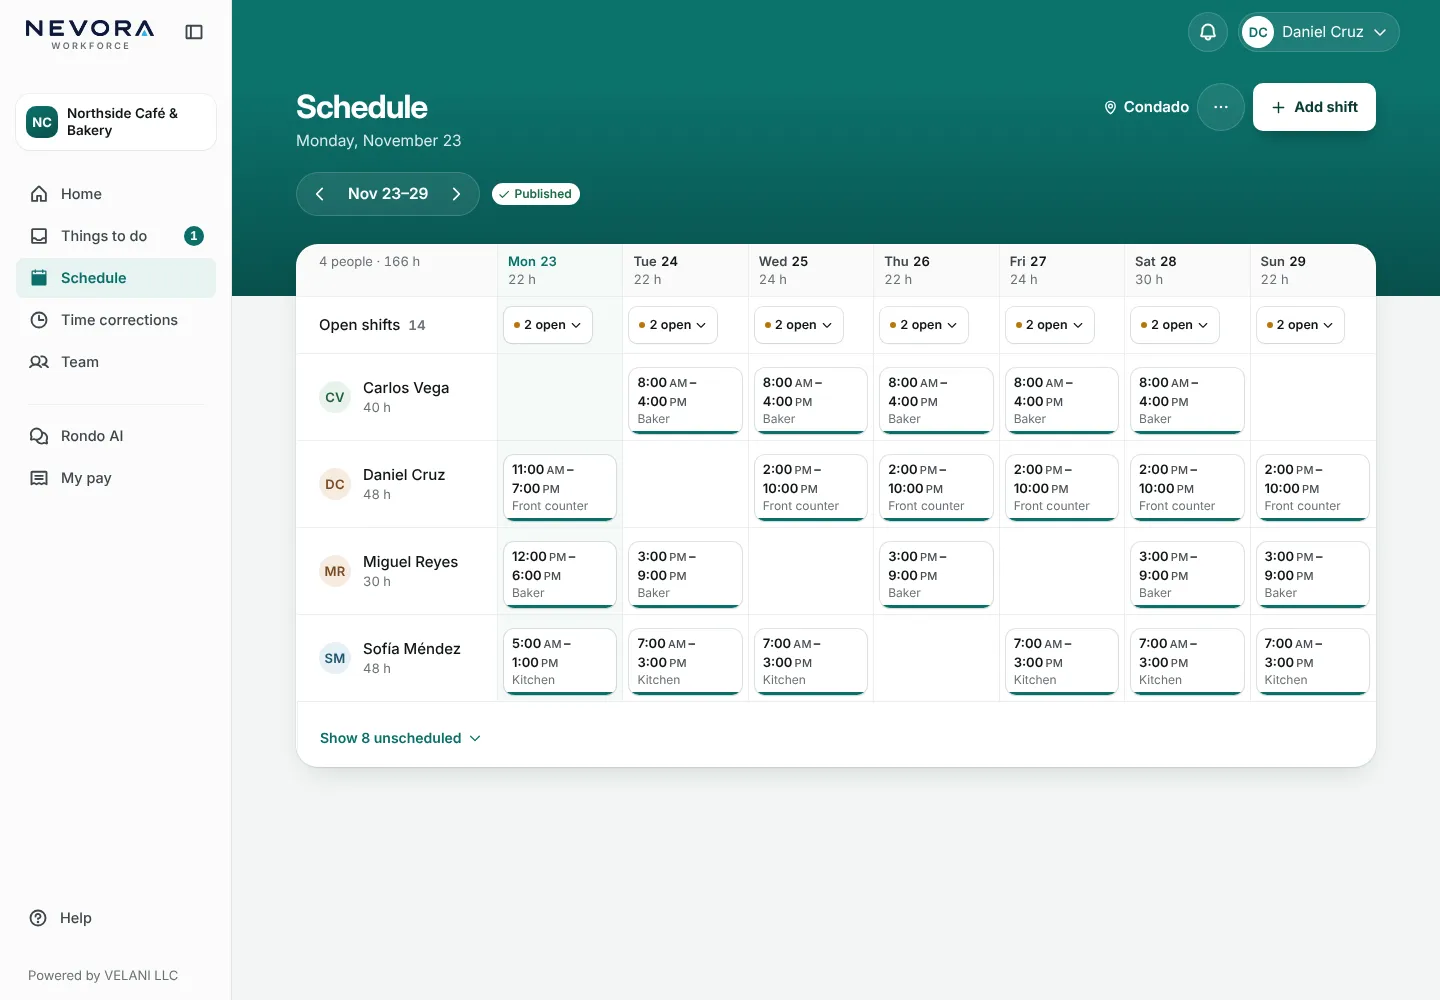 NEVORA
WORKFORCE
DC Daniel Cruz
NC Northside Café &
Bakery
Home
Things to do 1
Schedule
Time corrections
Team
Rondo AI
My pay
Help
Powered by VELANI LLC
Schedule
Monday, November 23
Condado
... + Add shift
Nov 23–29
Published
4 people · 166 h
Mon 23 Tue 24 Wed 25 Thu 26 Fri 27 Sat 28 Sun 29
22 h 22 h 24 h 22 h 24 h 30 h 22 h
Open shifts 14 2 open 2 open 2 open 2 open 2 open 2 open 2 open
CV Carlos Vega
40 h
8:00 AM – 8:00 AM – 8:00 AM – 8:00 AM – 8:00 AM –
4:00 PM 4:00 PM 4:00 PM 4:00 PM 4:00 PM
Baker Baker Baker Baker Baker
DC Daniel Cruz
48 h
11:00 AM – 2:00 PM – 2:00 PM – 2:00 PM – 2:00 PM – 2:00 PM –
7:00 PM 10:00 PM 10:00 PM 10:00 PM 10:00 PM 10:00 PM
Front counter Front counter Front counter Front counter Front counter Front counter
MR Miguel Reyes
30 h
12:00 PM – 3:00 PM – 3:00 PM – 3:00 PM – 3:00 PM –
6:00 PM 9:00 PM 9:00 PM 9:00 PM 9:00 PM
Baker Baker Baker Baker Baker
SM Sofía Méndez
48 h
5:00 AM – 7:00 AM – 7:00 AM – 7:00 AM – 7:00 AM – 7:00 AM –
1:00 PM 3:00 PM 3:00 PM 3:00 PM 3:00 PM 3:00 PM
Kitchen Kitchen Kitchen Kitchen Kitchen Kitchen
Show 8 unscheduled